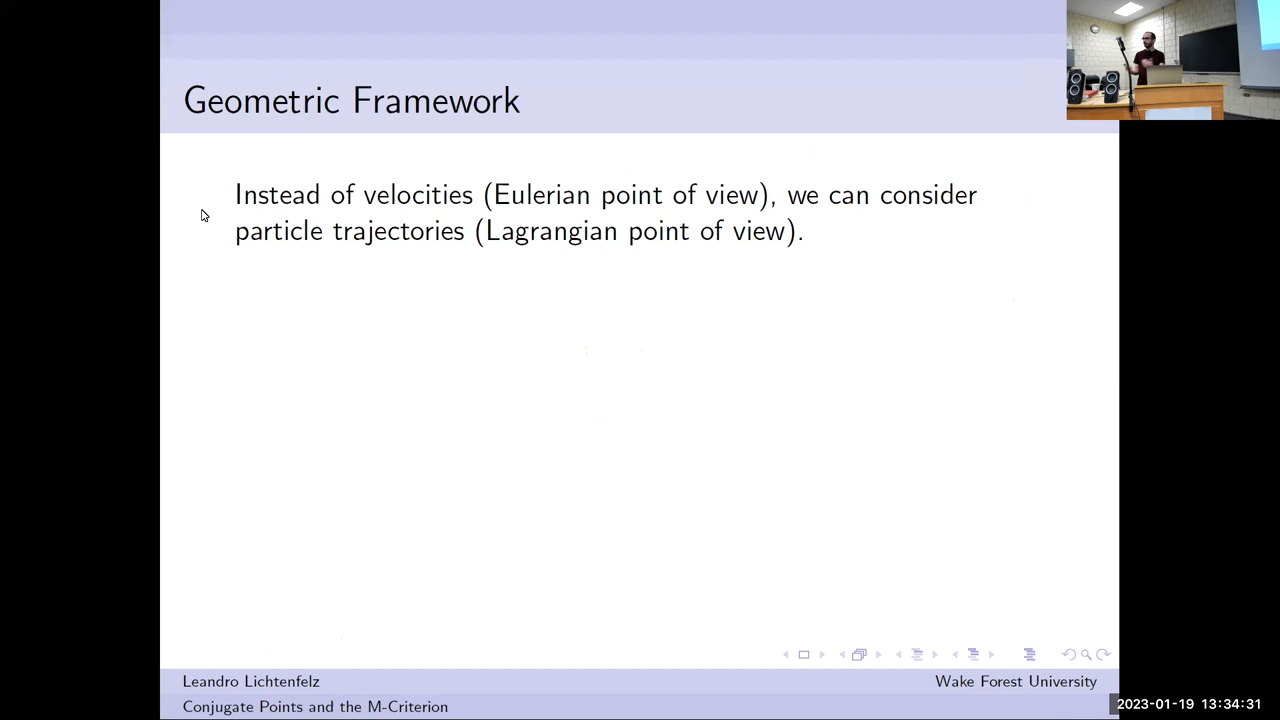 Geometric Framework
Instead of velocities (Eulerian point of view), we can consider
particle trajectories (Lagrangian point of view).
Leandro Lichtenfelz
Wake Forest University
Conjugate Points and the M-Criterion
2023-01-19 13:34:31